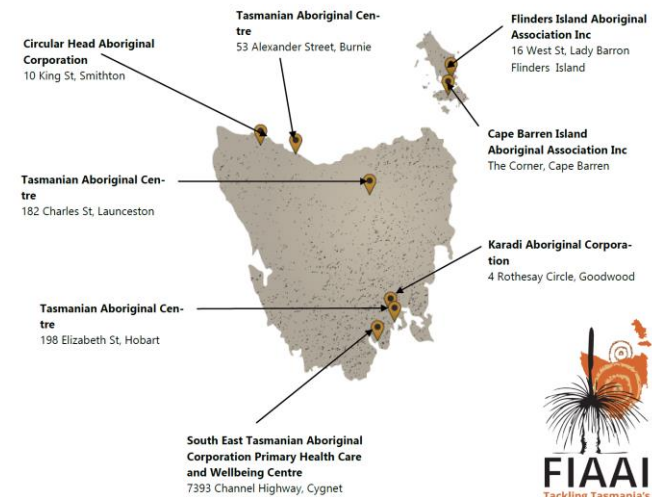 Tasmanian Aboriginal Cen-
tre
53 Alexander Street, Burnie
Flinders Island Aboriginal
Association Inc
16 West St, Lady Barron
Flinders Island
Circular Head Aboriginal
Corporation
10 King St, Smithton
Cape Barren Island
Aboriginal Association Inc
The Corner, Cape Barren
Tasmanian Aboriginal Cen-
tre
182 Charles St, Launceston
Karadi Aboriginal Corpora-
tion
4 Rothesay Circle, Goodwood
Tasmanian Aboriginal Cen-
tre
198 Elizabeth St, Hobart
South East Tasmanian Aboriginal
Corporation Primary Health Care
and Wellbeing Centre
7393 Channel Highway, Cygnet
FIAAI
Tackling Tasmania's